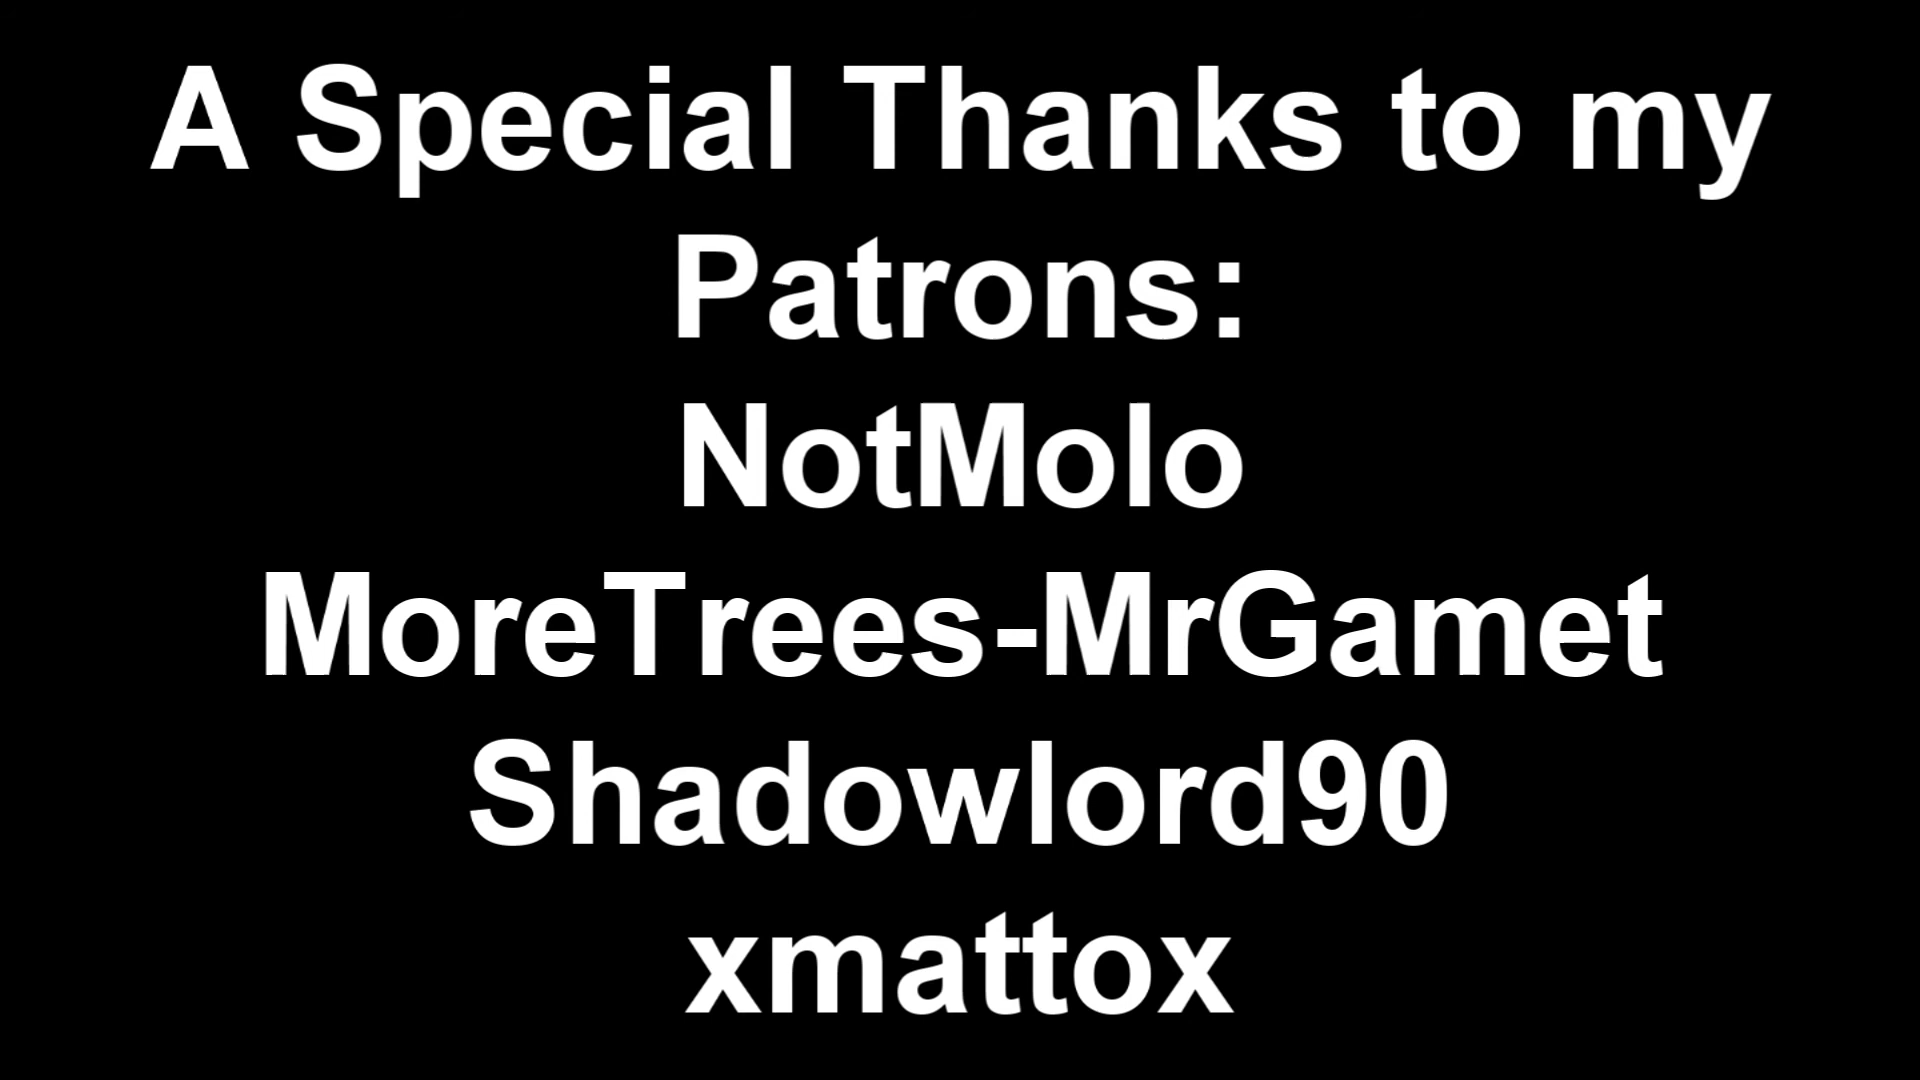 A Special Thanks to my
Patrons:
NotMolo
MoreTrees-MrGamet
Shadowlord90
xmattox